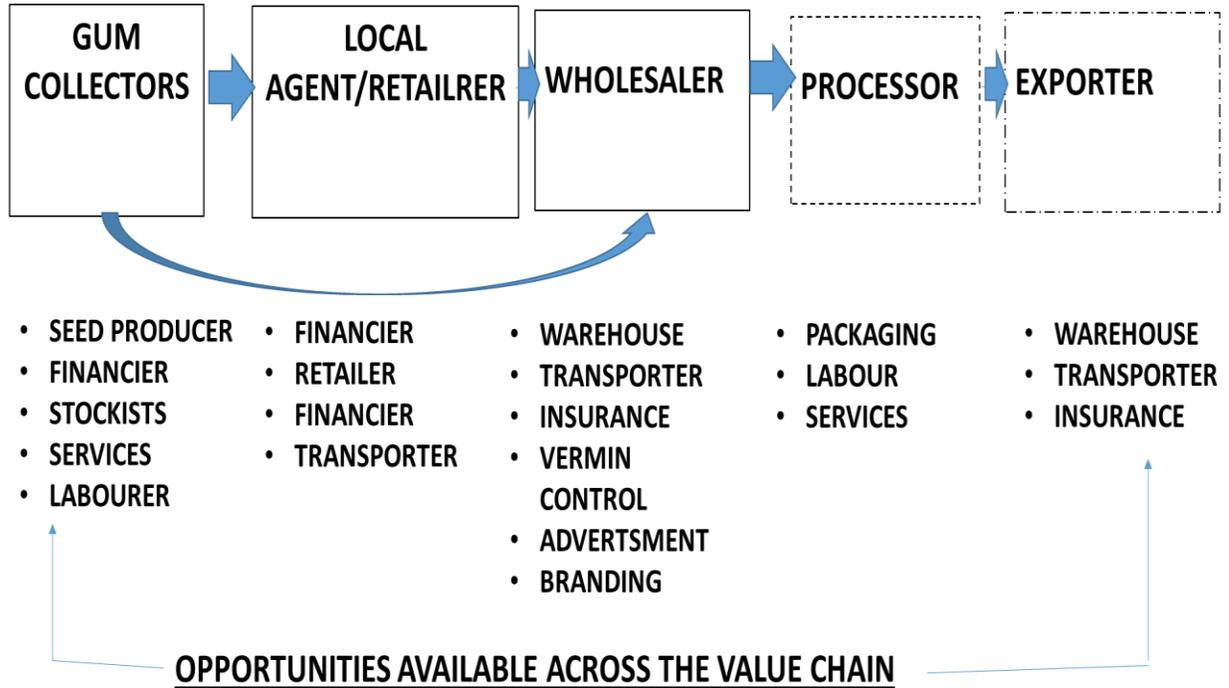 GUM
COLLECTORS
LOCAL
AGENT/RETAILRER
WHOLESALER
PROCESSOR
EXPORTER
• SEED PRODUCER
• FINANCIER
• STOCKISTS
• SERVICES
• LABOURER
• FINANCIER
• RETAILER
• FINANCIER
• TRANSPORTER
• WAREHOUSE
• TRANSPORTER
• INSURANCE
• VERMIN
CONTROL
• ADVERTSMENT
• BRANDING
• PACKAGING
• LABOUR
• SERVICES
• WAREHOUSE
• TRANSPORTER
• INSURANCE
OPPORTUNITIES AVAILABLE ACROSS THE VALUE CHAIN